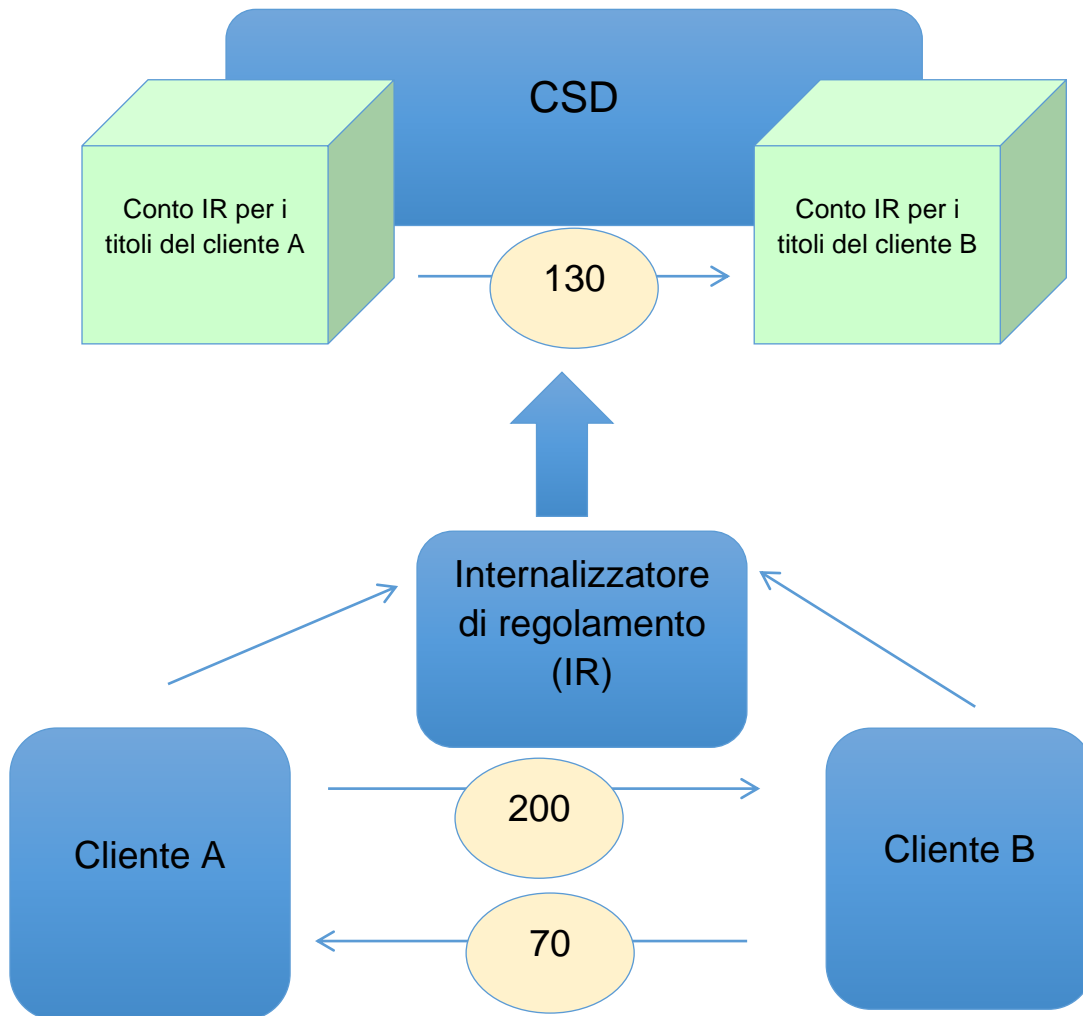 CSD
Conto IR per i
titoli del cliente A
Conto IR per i
titoli del cliente B
130
Internalizzatore
di regolamento
(IR)
200
Cliente A
Cliente B
70